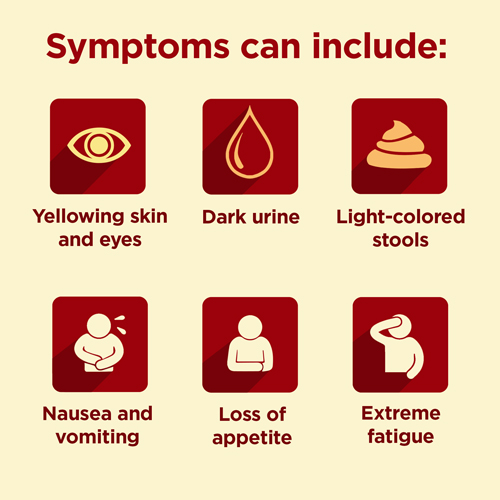 Symptoms can include:
Yellowing skin
and eyes
Dark urine
Light-colored
stools
Nausea and
vomiting
Loss of
appetite
Extreme
fatigue